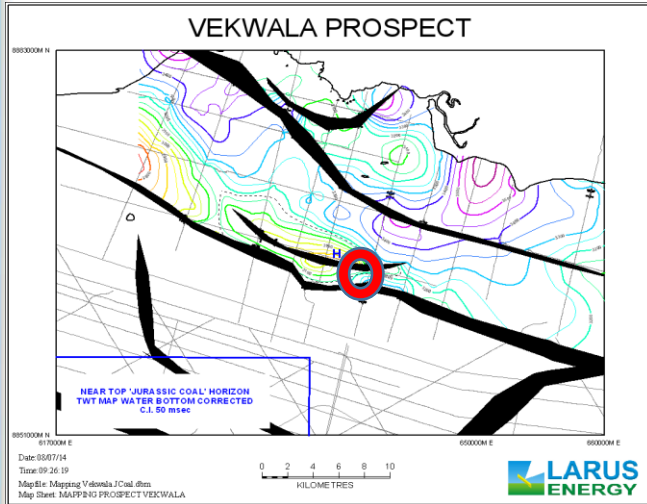 VEKWALA PROSPECT
8883000M N
H
NEAR TOP 'JURASSIC COAL' HORIZON
TWT MAP WATER BOTTOM CORRECTED
C.I. 50 msec
8851000M N
617000M E
650000M E
660000M E
Date:08/07/14
Time:09:26:19
Mapfile: Mapping Vekwala JCoal.dbm
Map Sheet: MAPPING PROSPECT VEKWALA
0 2 4 6 8 10
KILOMETRES
LARUS
ENERGY